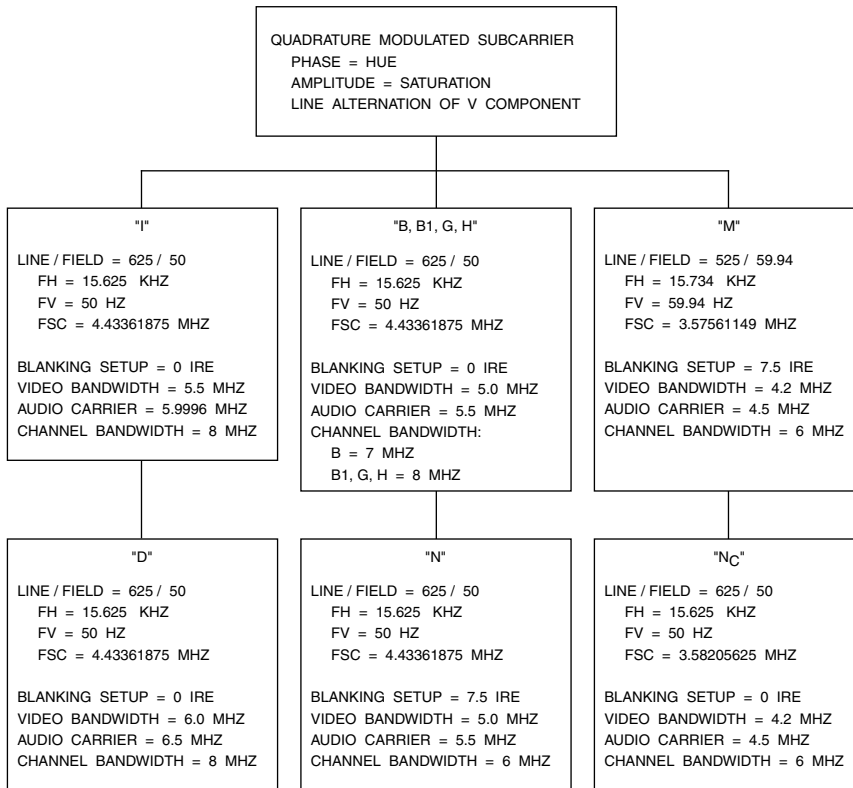 QUADRATURE MODULATED SUBCARRIER
PHASE = HUE
AMPLITUDE = SATURATION
LINE ALTERNATION OF V COMPONENT
"I"
LINE / FIELD = 625 / 50
FH = 15.625 KHZ
FV = 50 HZ
FSC = 4.43361875 MHZ
BLANKING SETUP = 0 IRE
VIDEO BANDWIDTH = 5.5 MHZ
AUDIO CARRIER = 5.9996 MHZ
CHANNEL BANDWIDTH = 8 MHZ
"B, B1, G, H"
LINE / FIELD = 625 / 50
FH = 15.625 KHZ
FV = 50 HZ
FSC = 4.43361875 MHZ
BLANKING SETUP = 0 IRE
VIDEO BANDWIDTH = 5.0 MHZ
AUDIO CARRIER = 5.5 MHZ
CHANNEL BANDWIDTH:
B = 7 MHZ
B1, G, H = 8 MHZ
"M"
LINE / FIELD = 525 / 59.94
FH = 15.734 KHZ
FV = 59.94 HZ
FSC = 3.57561149 MHZ
BLANKING SETUP = 7.5 IRE
VIDEO BANDWIDTH = 4.2 MHZ
AUDIO CARRIER = 4.5 MHZ
CHANNEL BANDWIDTH = 6 MHZ
"D"
LINE / FIELD = 625 / 50
FH = 15.625 KHZ
FV = 50 HZ
FSC = 4.43361875 MHZ
BLANKING SETUP = 0 IRE
VIDEO BANDWIDTH = 6.0 MHZ
AUDIO CARRIER = 6.5 MHZ
CHANNEL BANDWIDTH = 8 MHZ
"N"
LINE / FIELD = 625 / 50
FH = 15.625 KHZ
FV = 50 HZ
FSC = 4.43361875 MHZ
BLANKING SETUP = 7.5 IRE
VIDEO BANDWIDTH = 5.0 MHZ
AUDIO CARRIER = 5.5 MHZ
CHANNEL BANDWIDTH = 6 MHZ
"NC"
LINE / FIELD = 625 / 50
FH = 15.625 KHZ
FV = 50 HZ
FSC = 3.58205625 MHZ
BLANKING SETUP = 0 IRE
VIDEO BANDWIDTH = 4.2 MHZ
AUDIO CARRIER = 4.5 MHZ
CHANNEL BANDWIDTH = 6 MHZ